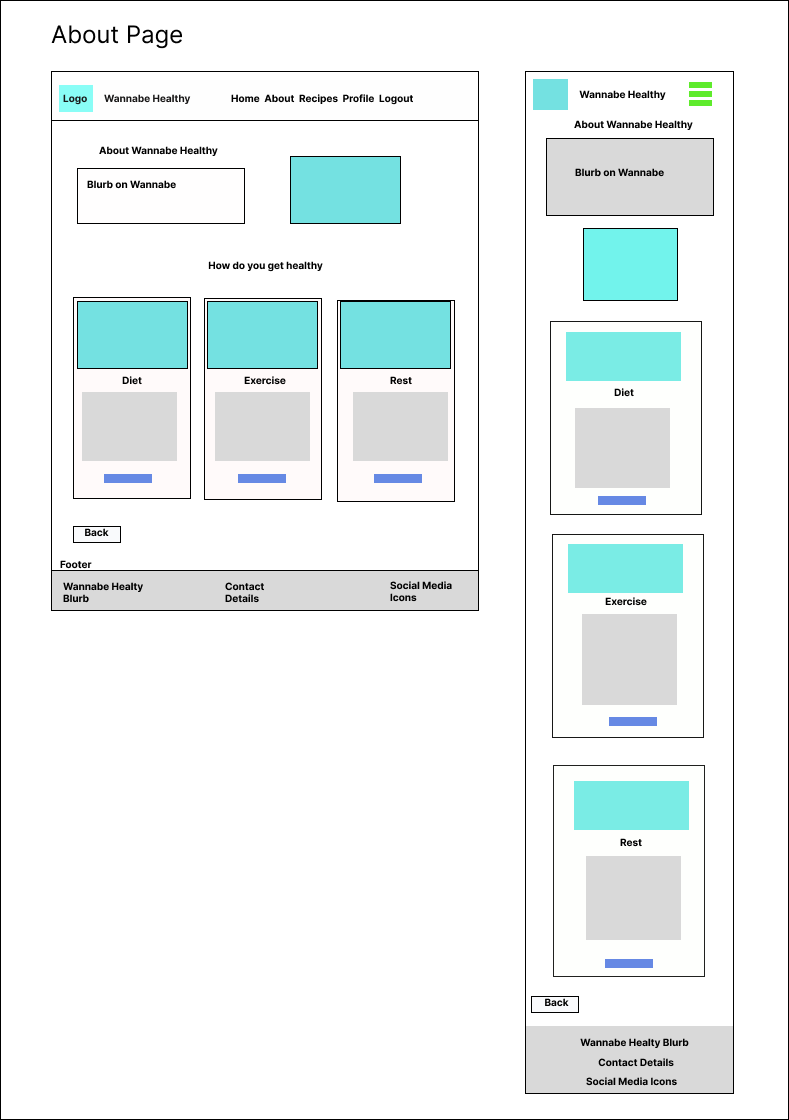 About Page
Logo
Wannabe Healthy
Home About Recipes Profile Logout
About Wannabe Healthy
Blurb on Wannabe
How do you get healthy
Diet
Exercise
Rest
Back
Footer
Wannabe Healty
Blurb
Contact
Details
Social Media
Icons
Wannabe Healthy
About Wannabe Healthy
Blurb on Wannabe
Diet
Exercise
Rest
Back
Wannabe Healty Blurb
Contact Details
Social Media Icons